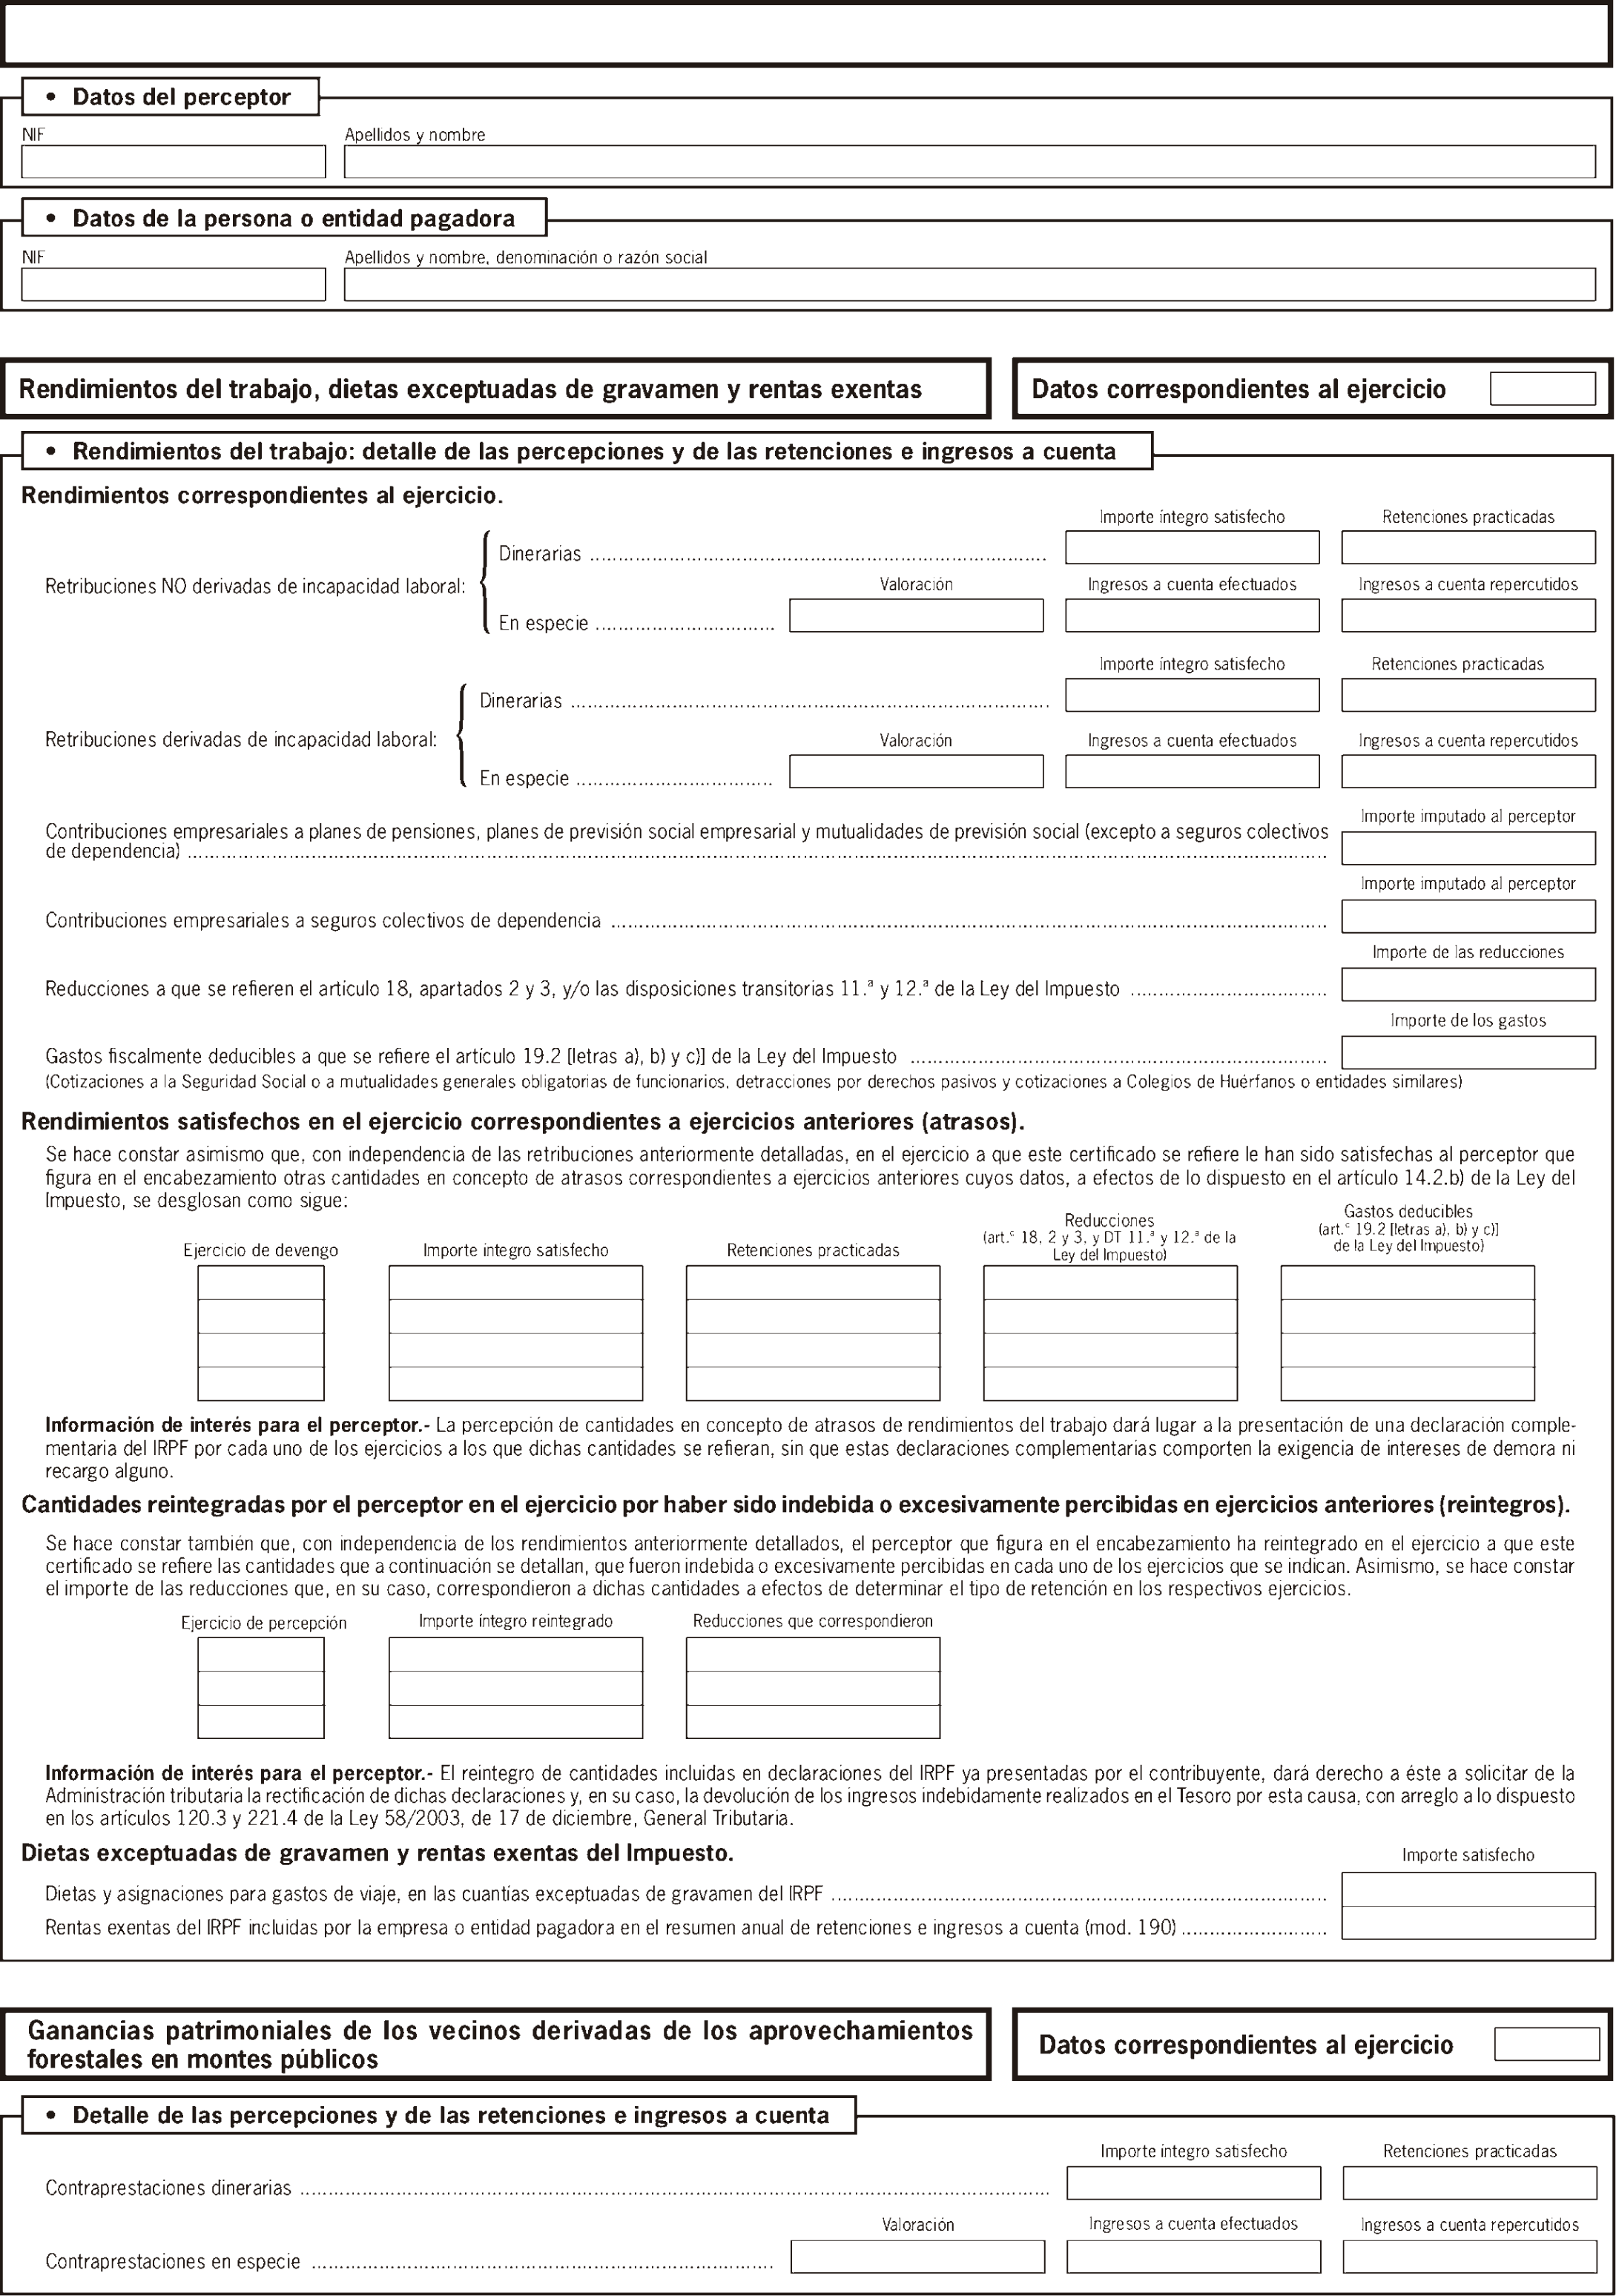 • Datos del perceptor
NIF
Apellidos y nombre
• Datos de la persona o entidad pagadora
NIF
Apellidos y nombre, denominación o razón social
Rendimientos del trabajo, dietas exceptuadas de gravamen y rentas exentas
Datos correspondientes al ejercicio
• Rendimientos del trabajo: detalle de las percepciones y de las retenciones e ingresos a cuenta
Rendimientos correspondientes al ejercicio.
Importe íntegro satisfecho
Retenciones practicadas
Dinerarias
Retribuciones NO derivadas de incapacidad laboral:
Valoración
Ingresos a cuenta efectuados
Ingresos a cuenta repercutidos
En especie
Importe íntegro satisfecho
Retenciones practicadas
Dinerarias
Retribuciones derivadas de incapacidad laboral:
Valoración
Ingresos a cuenta efectuados
Ingresos a cuenta repercutidos
En especie
Importe imputado al perceptor
Contribuciones empresariales a planes de pensiones, planes de previsión social empresarial y mutualidades de previsión social (excepto a seguros colectivos
de dependencia)
Importe imputado al perceptor
Contribuciones empresariales a seguros colectivos de dependencia
Importe de las reducciones
Reducciones a que se refieren el artículo 18, apartados 2 y 3, y/o las disposiciones transitorias 11.ª y 12.ª de la Ley del Impuesto
Importe de los gastos
Gastos fiscalmente deducibles a que se refiere el artículo 19.2 [letras a), b) y c)] de la Ley del Impuesto
(Cotizaciones a la Seguridad Social o a mutualidades generales obligatorias de funcionarios, detracciones por derechos pasivos y cotizaciones a Colegios de Huérfanos o entidades similares)
Rendimientos satisfechos en el ejercicio correspondientes a ejercicios anteriores (atrasos).
Se hace constar asimismo que, con independencia de las retribuciones anteriormente detalladas, en el ejercicio a que este certificado se refiere le han sido satisfechas al perceptor que
figura en el encabezamiento otras cantidades en concepto de atrasos correspondientes a ejercicios anteriores cuyos datos, a efectos de lo dispuesto en el artículo 14.2.b) de la Ley del
Impuesto, se desglosan como sigue:
Ejercicio de devengo
Importe íntegro satisfecho
Retenciones practicadas
Reducciones
(art.º 18, 2 y 3, y DT 11.ª y 12.ª de la
Ley del Impuesto)
Gastos deducibles
(art.º 19.2 [letras a), b) y c)]
de la Ley del Impuesto)
Información de interés para el perceptor.- La percepción de cantidades en concepto de atrasos de rendimientos del trabajo dará lugar a la presentación de una declaración comple-
mentaria del IRPF por cada uno de los ejercicios a los que dichas cantidades se refieran, sin que estas declaraciones complementarias comporten la exigencia de intereses de demora ni
recargo alguno.
Cantidades reintegradas por el perceptor en el ejercicio por haber sido indebida o excesivamente percibidas en ejercicios anteriores (reintegros).
Se hace constar también que, con independencia de los rendimientos anteriormente detallados, el perceptor que figura en el encabezamiento ha reintegrado en el ejercicio a que este
certificado se refiere las cantidades que a continuación se detallan, que fueron indebida o excesivamente percibidas en cada uno de los ejercicios que se indican. Asimismo, se hace constar
el importe de las reducciones que, en su caso, correspondieron a dichas cantidades a efectos de determinar el tipo de retención en los respectivos ejercicios.
Ejercicio de percepción
Importe íntegro reintegrado
Reducciones que correspondieron
Información de interés para el perceptor.- El reintegro de cantidades incluidas en declaraciones del IRPF ya presentadas por el contribuyente, dará derecho a éste a solicitar de la
Administración tributaria la rectificación de dichas declaraciones y, en su caso, la devolución de los ingresos indebidamente realizados en el Tesoro por esta causa, con arreglo a lo dispuesto
en los artículos 120.3 y 221.4 de la Ley 58/2003, de 17 de diciembre, General Tributaria.
Dietas exceptuadas de gravamen y rentas exentas del Impuesto.
Importe satisfecho
Dietas y asignaciones para gastos de viaje, en las cuantías exceptuadas de gravamen del IRPF
Rentas exentas del IRPF incluidas por la empresa o entidad pagadora en el resumen anual de retenciones e ingresos a cuenta (mod. 190)
Ganancias patrimoniales de los vecinos derivadas de los aprovechamientos
forestales en montes públicos
Datos correspondientes al ejercicio
• Detalle de las percepciones y de las retenciones e ingresos a cuenta
Importe íntegro satisfecho
Retenciones practicadas
Contraprestaciones dinerarias
Valoración
Ingresos a cuenta efectuados
Ingresos a cuenta repercutidos
Contraprestaciones en especie